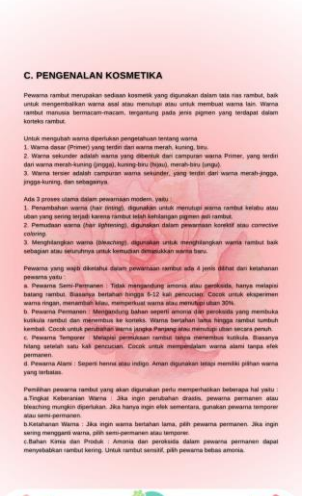 C. PENGENALAN KOSMETIKA
Pewarna rambut merupakan sediaan kosmetik yang digunakan dalam tata rias rambut, baik
untuk mengembalikan warna asal atau menutupi atau untuk membuat warna lain. Warna
rambut manusia bermacam-macam, tergantung pada jenis pigmen yang terdapat dalam
korteks rambut.
Untuk mengubah warna diperlukan pengetahuan tentang warna
1. Warna dasar (Primer) yang terdiri dari warna merah, kuning, biru.
2. Warna sekunder adalah warna yang dibentuk dari campuran warna Primer, yang terdiri
dari warna merah-kuning (jingga), kuning-biru (hijau), merah-biru (ungu).
3. Warna tersier adalah campuran warna sekunder, yang terdiri dari warna merah-jingga,
jingga-kuning, dan sebagainya.
Ada 3 proses utama dalam pewarnaan modern, yaitu :
1. Penambahan warna (hair tinting), digunakan untuk menutupi warna rambut kelabu atau
uban yang sering terjadi karena rambut telah kehilangan pigmen asli rambut.
2. Pemudaan warna (hair lightening), digunakan dalam pewarnaan korektif atau corrective
coloring.
3. Menghilangkan warna (bleaching), digunakan untuk menghilangkan warna rambut baik
sebagian atau seluruhnya untuk kemudian dimasukkan warna baru.
Pewarna yang wajib diketahui dalam pewarnaan rambut ada 4 jenis dilihat dari ketahanan
pewarna yaitu :
a. Pewarna Semi-Permanen : Tidak mengandung amonia atau peroksida, hanya melapisi
batang rambut. Biasanya bertahan hingga 8-12 kali pencucian. Cocok untuk eksperimen
warna ringan, menambah kilau, memperkuat warna atau menutupi uban 30%.
b. Pewarna Permanen : Mengandung bahan seperti amonia dan peroksida yang membuka
kutikula rambut dan menembus ke korteks. Warna bertahan lama hingga rambut tumbuh
kembali. Cocok untuk perubahan warna jangka Panjang atau menutupi uban secara penuh.
c. Pewarna Temporer : Melapisi permukaan rambut tanpa menembus kutikula. Biasanya
hilang setelah satu kali pencucian. Cocok untuk memperindah warna alami tanpa efek
permanen.
d. Pewarna Alami : Seperti henna atau indigo. Aman digunakan tetapi memiliki pilihan warna
yang terbatas.
Pemilihan pewarna rambut yang akan digunakan perlu memperhatikan beberapa hal yaitu :
a.Tingkat Keberanian Warna : Jika ingin perubahan drastis, pewarna permanen atau
bleaching mungkin diperlukan. Jika hanya ingin efek sementara, gunakan pewarna temporer
atau semi-permanen.
b.Ketahanan Warna : Jika ingin warna bertahan lama, pilih pewarna permanen. Jika ingin
sering mengganti warna, pilih semi-permanen atau temporer.
c.Bahan Kimia dan Produk : Amonia dan peroksida dalam pewarna permanen dapat
menyebabkan rambut kering. Untuk rambut sensitif, pilih pewarna bebas amonia.